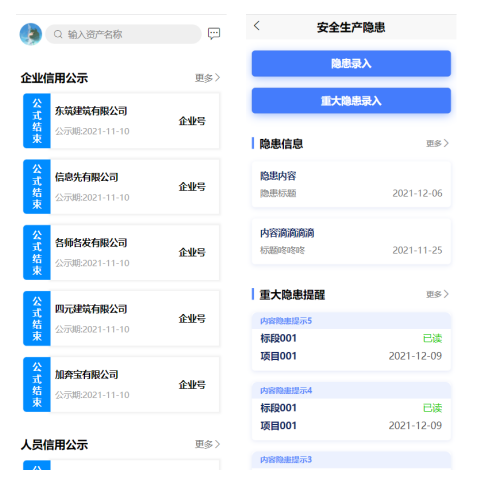 输入资产名称
企业信用公示
更多
公式结束
东筑建筑有限公司
公示期:2021-11-10
企业号
公式结束
信息先有限公司
公示期:2021-11-10
企业号
公式结束
各师各发有限公司
公示期:2021-11-10
企业号
公式结束
四元建筑有限公司
公示期:2021-11-10
企业号
公式结束
加弈宝有限公司
公示期:2021-11-10
企业号
人员信用公示
更多
安全生产隐患
隐患录入
重大隐患录入
隐患信息
更多
隐患内容
隐患标题
2021-12-06
内容滴滴滴滴
标题咚咚咚
2021-11-25
重大隐患提醒
更多
内容隐患提示5
标段001
已读
项目001
2021-12-09
内容隐患提示4
标段001
已读
项目001
2021-12-09
内容隐患提示3